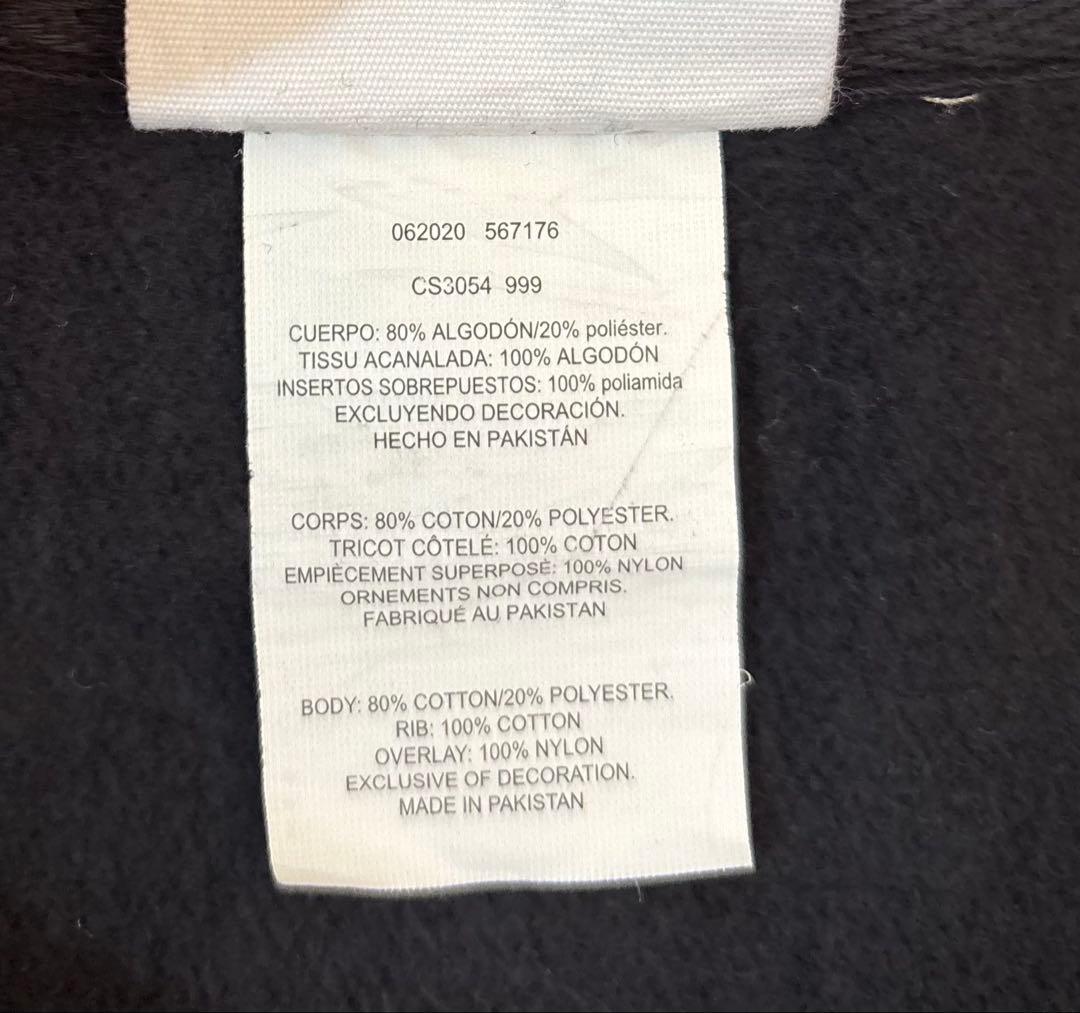 062020 567176
CS3054 999
CUERPO: 80% ALGODÓN/20% poliéster.
TISSU ACANALADA: 100% ALGODÓN
INSERTOS SOBREPUESTOS: 100% poliamida
EXCLUYENDO DECORACIÓN.
HECHO EN PAKISTÁN
CORPS: 80% COTON/20% POLYESTER.
TRICOT CÔTELÉ: 100% COTON
EMPIÈCEMENT SUPERPOSÈ: 100% NYLON
ORNEMENTS NON COMPRIS.
FABRIQUÉ AU PAKISTAN
BODY: 80% COTTON/20% POLYESTER.
RIB: 100% COTTON
OVERLAY: 100% NYLON
EXCLUSIVE OF DECORATION.
MADE IN PAKISTAN